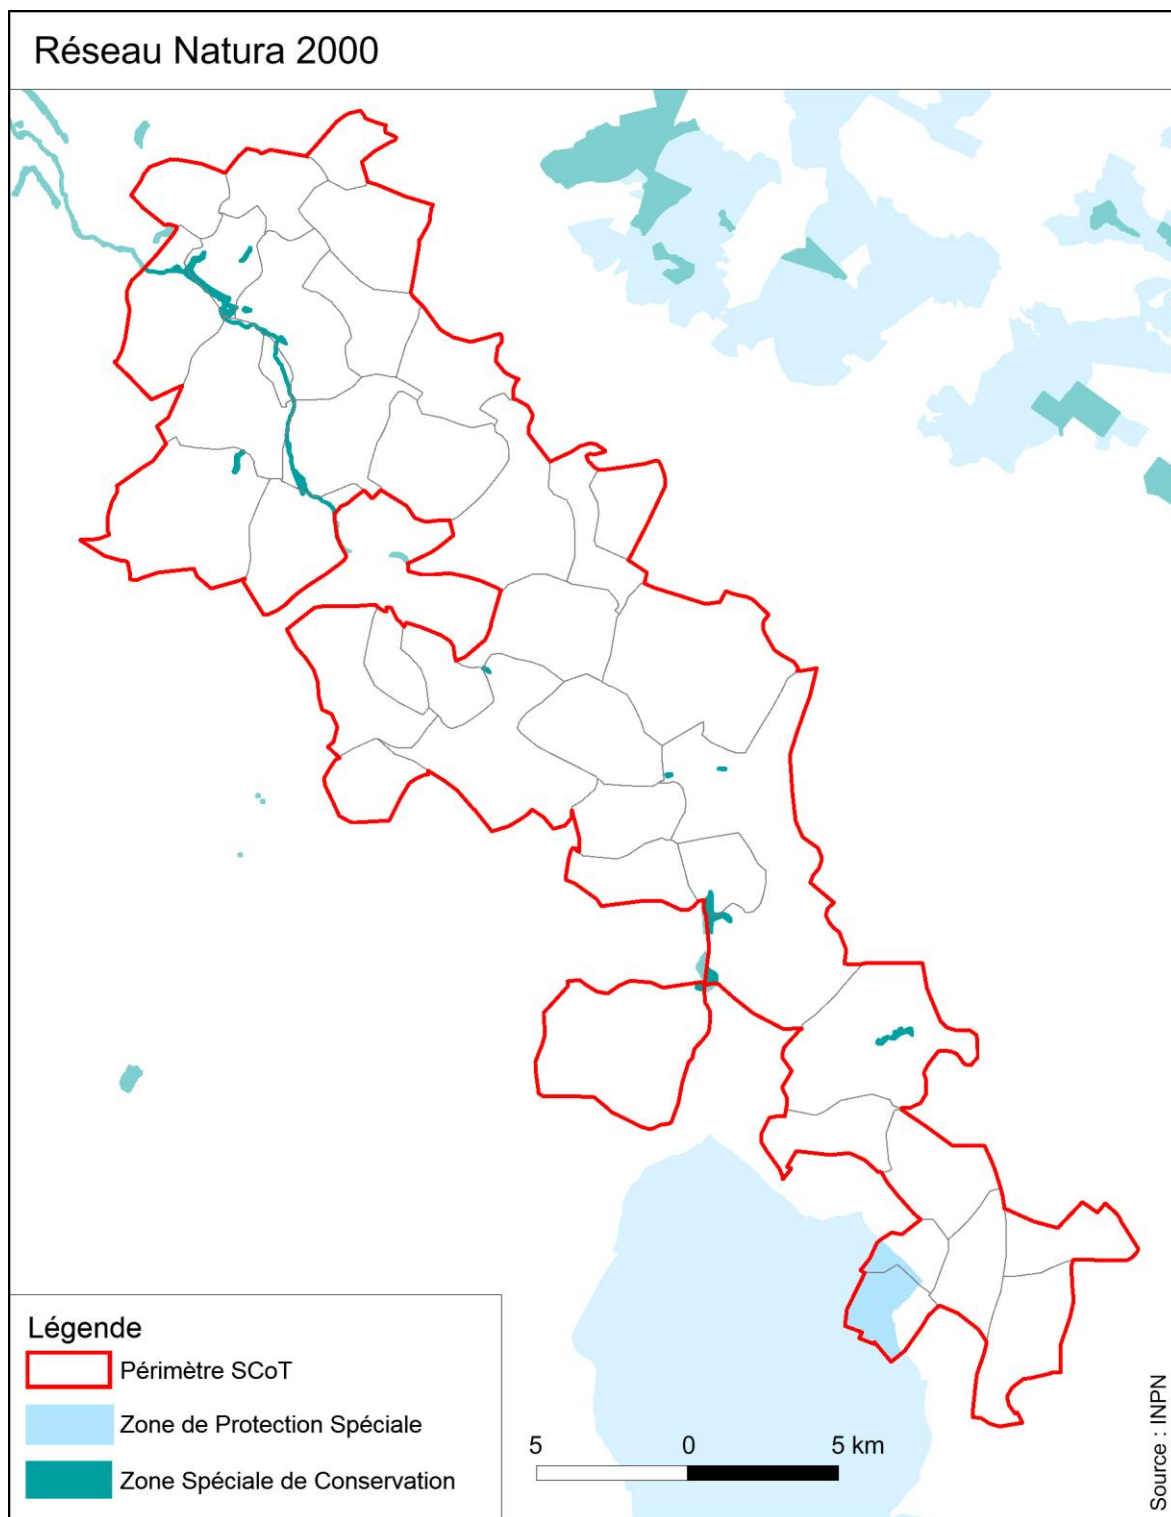 Réseau Natura 2000
Légende
Périmètre SCoT
Zone de Protection Spéciale
Zone Spéciale de Conservation
5 0 5 km
Source : INPN